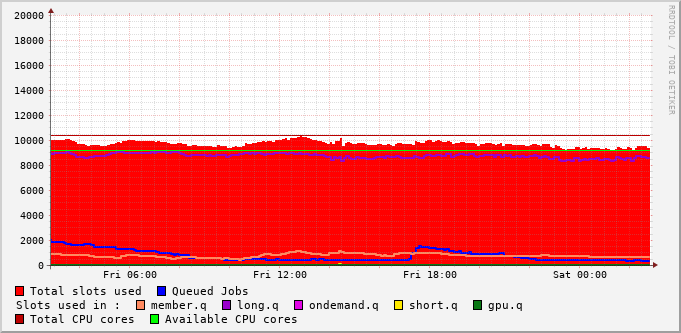 20000
18000
16000
14000
12000
10000
8000
6000
4000
2000
0
Fri 06:00 Fri 12:00 Fri 18:00 Sat 00:00
Total slots used Queued Jobs
Slots used in : member.q long.q ondemand.q short.q gpu.q
Total CPU cores Available CPU cores
RRDTOOL / TOBI OETIKER